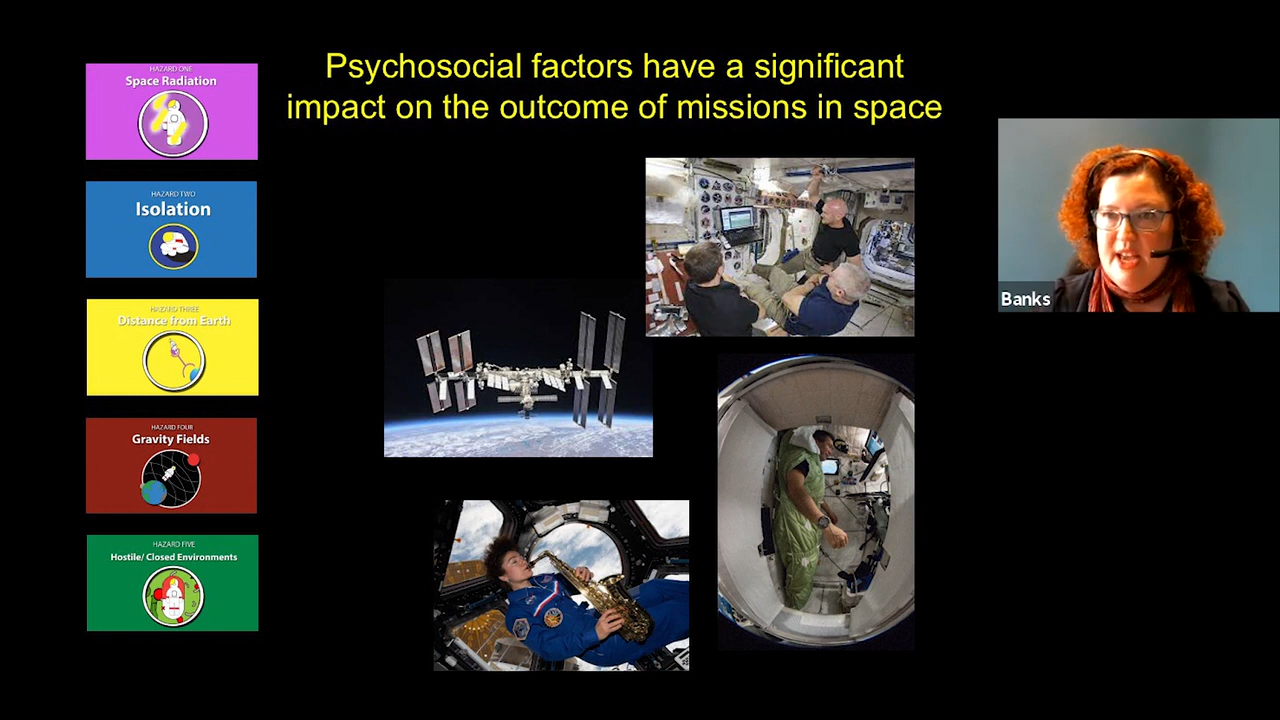 Psychosocial factors have a significant
impact on the outcome of missions in space
HAZARD ONE
Space Radiation
HAZARD TWO
Isolation
HAZARD THREE
Distance from Earth
HAZARD FOUR
Gravity Fields
HAZARD FIVE
Hostile/ Closed Environments
Banks